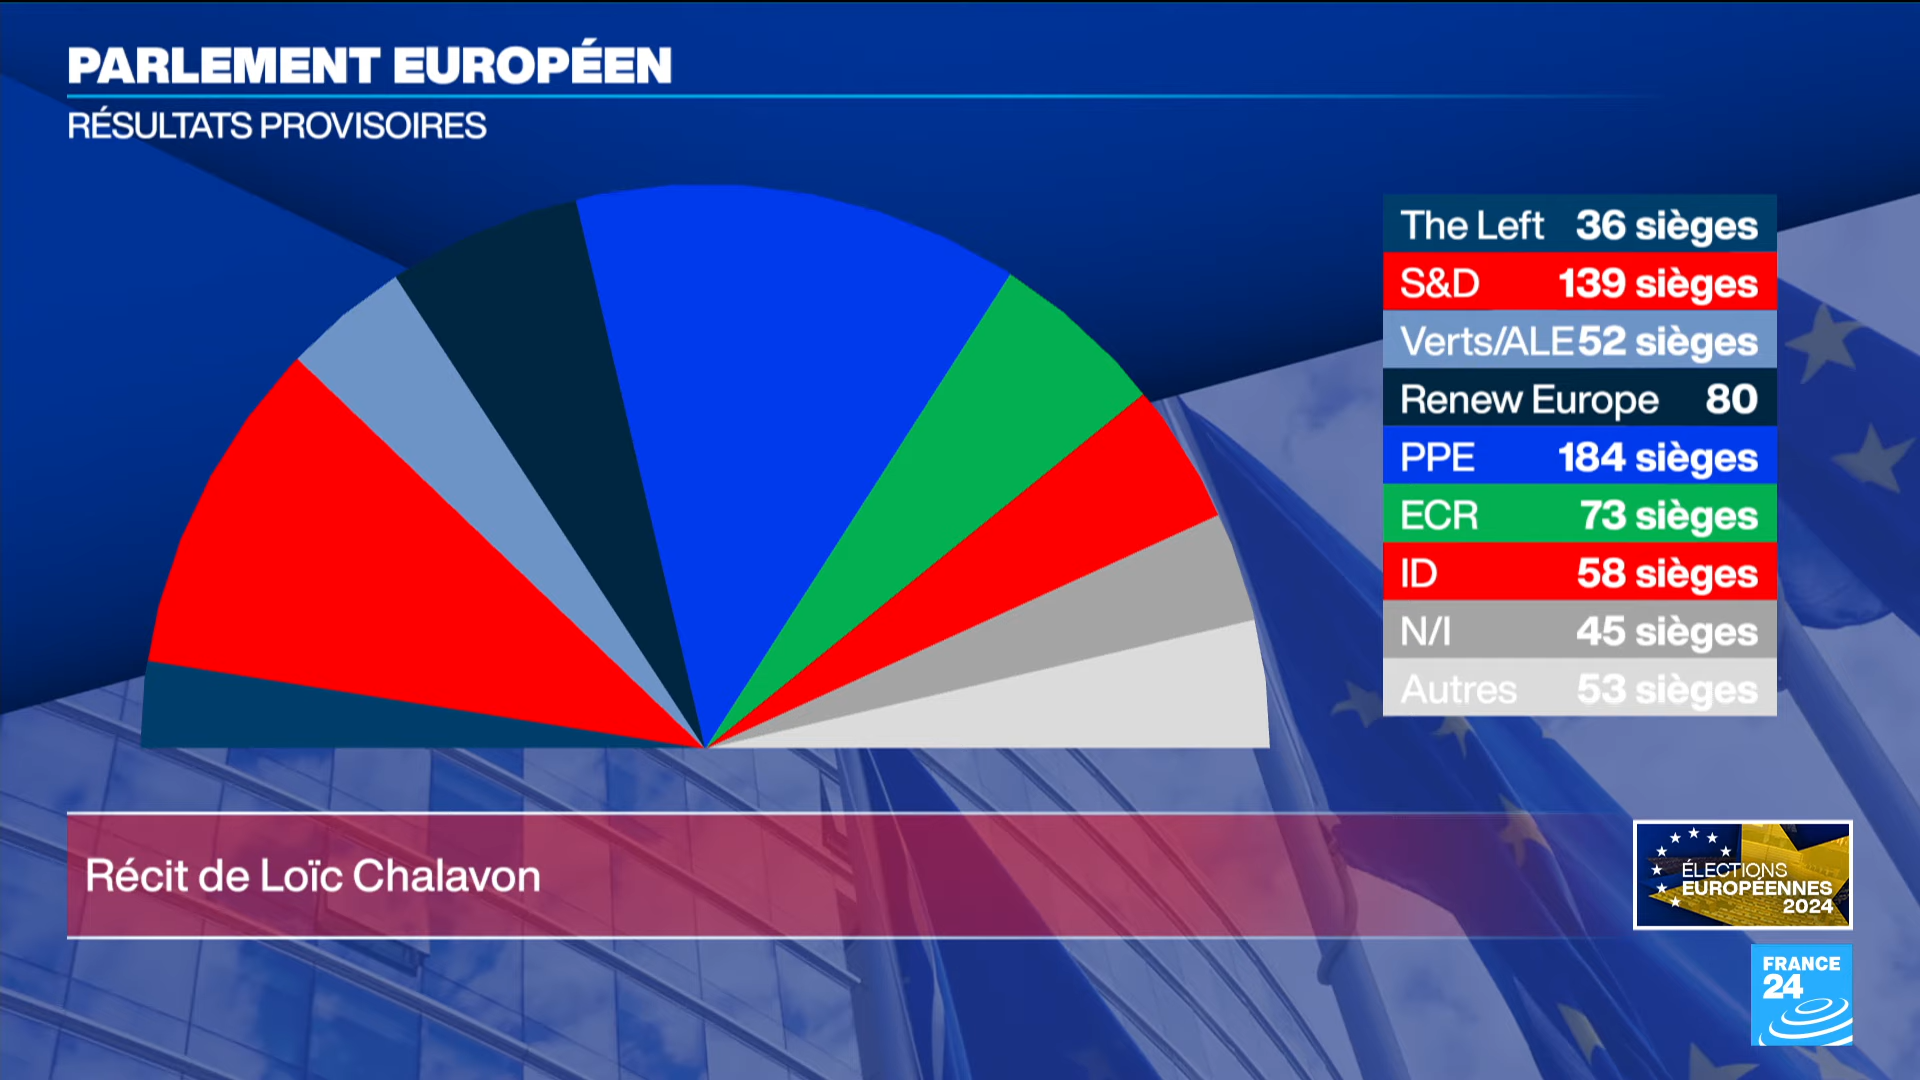 PARLEMENT EUROPÉEN
RÉSULTATS PROVISOIRES
The Left 36 sièges
S&D 139 sièges
Verts/ALE 52 sièges
Renew Europe 80
PPE 184 sièges
ECR 73 sièges
ID 58 sièges
N/I 45 sièges
Autres 53 sièges
Récit de Loïc Chalavon
ÉLECTIONS
EUROPÉENNES
2024
FRANCE
24